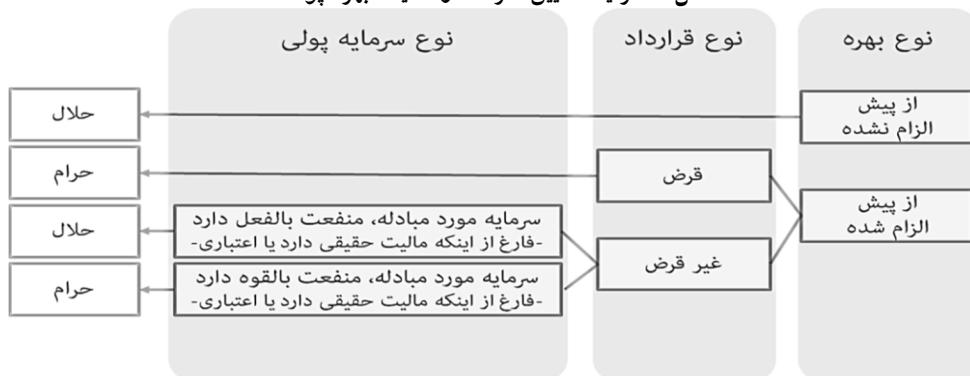 نوع بهره
نوع قرارداد
نوع سرمایه پولی
از پیش
الزام نشده
حلال
قرض
حرام
از پیش
الزام شده
سرمایه مورد مبادله، منفعت بالفعل دارد
-فارغ از اینکه مالیت حقیقی دارد یا اعتباری-
حلال
غیر قرض
سرمایه مورد مبادله، منفعت بالقوه دارد
-فارغ از اینکه مالیت حقیقی دارد یا اعتباری-
حرام